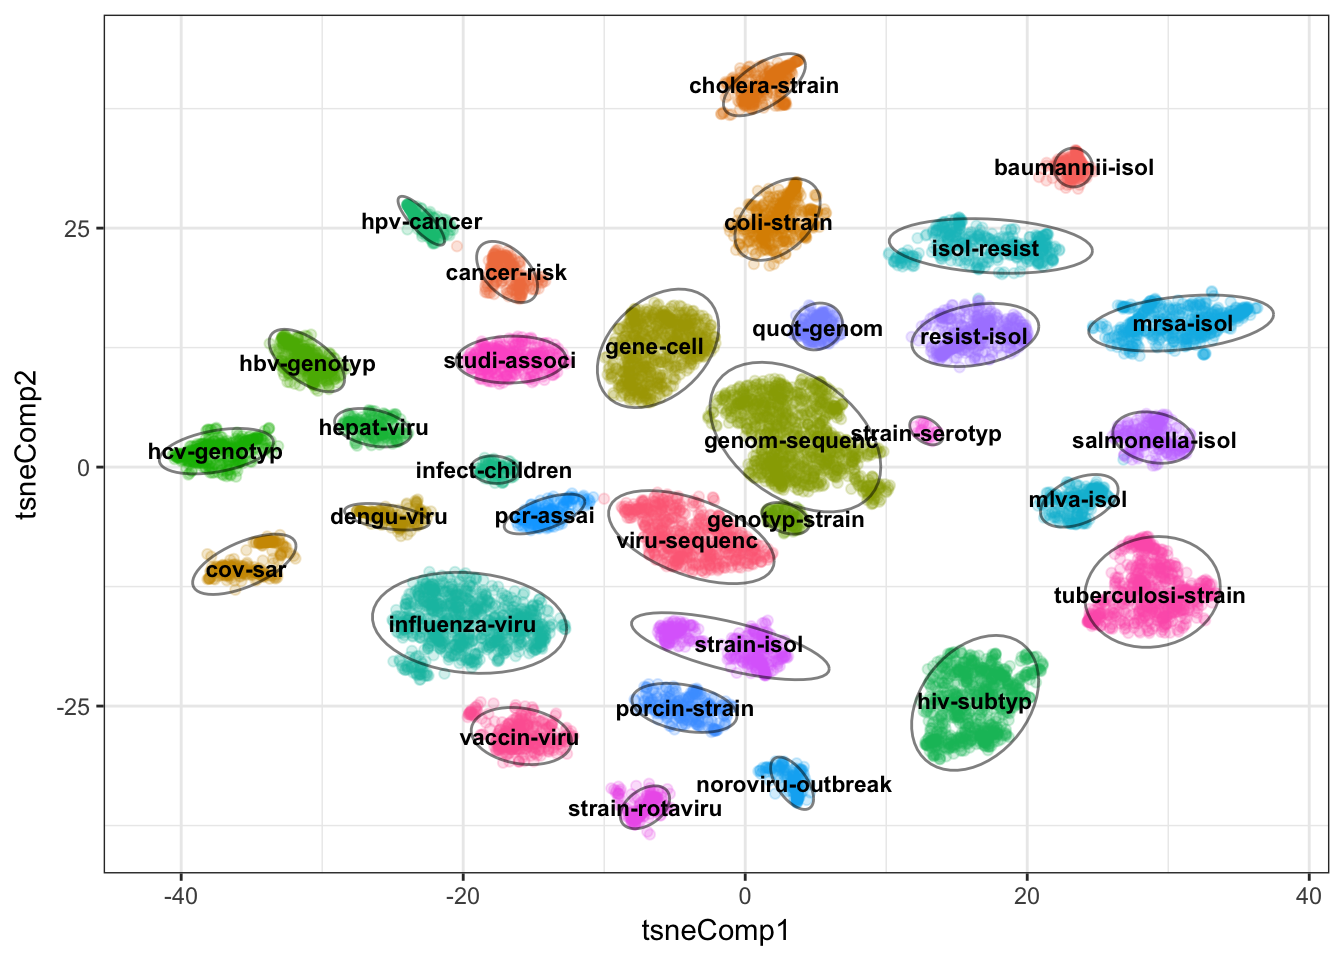 cholera-strain
baumannii-isol
hpv-cancer
coli-strain
isol-resist
cancer-risk
mrsa-isol
quot-genom
resist-isol
gene-cell
studi-associ
hbv-genotyp
hepat-viru
strain-serotyp
genom-sequenc
salmonella-isol
hcv-genotyp
infect-children
mlva-isol
dengu-viru
pcr-assai
genotyp-strain
viru-sequenc
cov-sar
tuberculosi-strain
influenza-viru
strain-isol
hiv-subtyp
porcin-strain
vaccin-viru
noroviru-outbreak
strain-rotaviru
25
0
-25
tsneComp2
-40
-20
0
20
40
tsneComp1